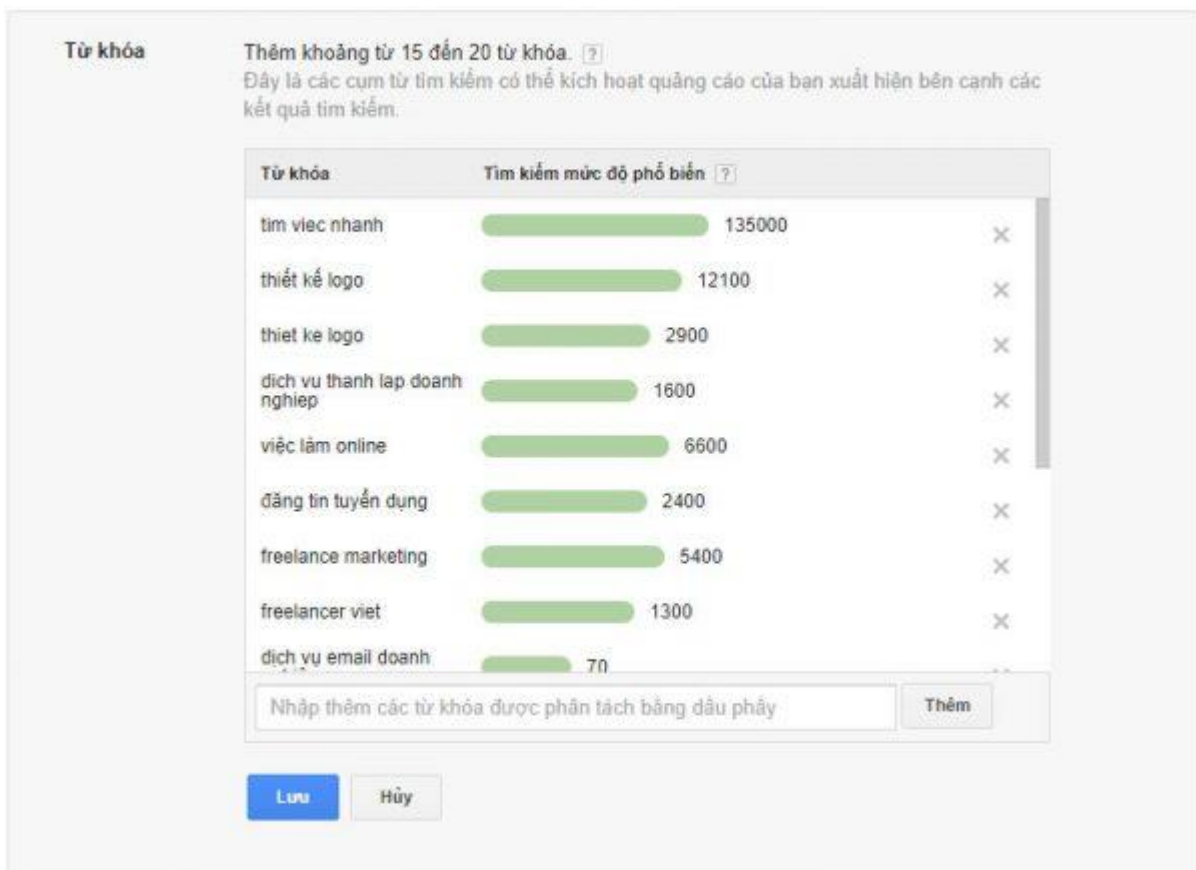 Từ khóa
Thêm khoảng từ 15 đến 20 từ khóa. [?]
Đây là các cụm từ tìm kiếm có thể kích hoạt quảng cáo của bạn xuất hiện bên cạnh các
kết quả tìm kiếm.
Từ khóa Tìm kiếm mức độ phổ biến [?]
tim viec nhanh 135000
thiết kế logo 12100
thiet ke logo 2900
dich vu thanh lap doanh
nghiep 1600
việc làm online 6600
đăng tin tuyển dụng 2400
freelance marketing 5400
freelancer viet 1300
dịch vụ email doanh
70
Nhập thêm các từ khóa được phân tách bằng dấu phẩy Thêm
Lưu Hủy